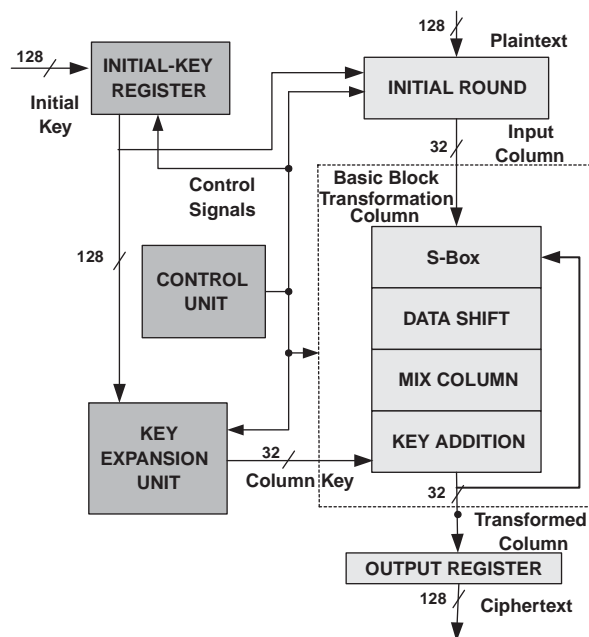 128
Plaintext
128
INITIAL-KEY
REGISTER
Initial
Key
INITIAL ROUND
32
Input
Column
Control
Signals
Basic Block
Transformation
Column
128
CONTROL
UNIT
S-Box
DATA SHIFT
MIX COLUMN
KEY ADDITION
KEY
EXPANSION
UNIT
32
Column Key
32
Transformed
Column
OUTPUT REGISTER
128
Ciphertext